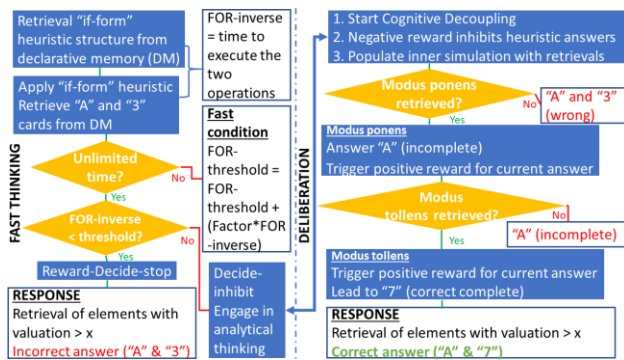 Retrieval "if-form"
heuristic structure from
declarative memory (DM)
Apply "if-form" heuristic
Retrieve "A" and "3"
cards from DM
FOR-inverse
= time to
execute the
two
operations
FAST THINKING
Unlimited
time?
No
Yes
Fast
condition
FOR-
threshold =
FOR-
threshold +
(Factor*FOR
-inverse)
FOR-inverse
< threshold?
No
Yes
Reward-Decide-stop
RESPONSE
Retrieval of elements with
valuation > x
Incorrect answer ("A" & "3")
Decide-
inhibit
Engage in
analytical
thinking
DELIBERATION
1. Start Cognitive Decoupling
2. Negative reward inhibits heuristic answers
3. Populate inner simulation with retrievals
Modus ponens
retrieved?
No
"A" and "3"
(wrong)
Yes
Modus ponens
Answer "A" (incomplete)
Trigger positive reward for current answer
Modus
tollens retrieved?
No
"A" (incomplete)
Yes
Modus tollens
Trigger positive reward for current answer
Lead to "7" (correct complete)
RESPONSE
Retrieval of elements with valuation > x
Correct answer ("A" & "7")